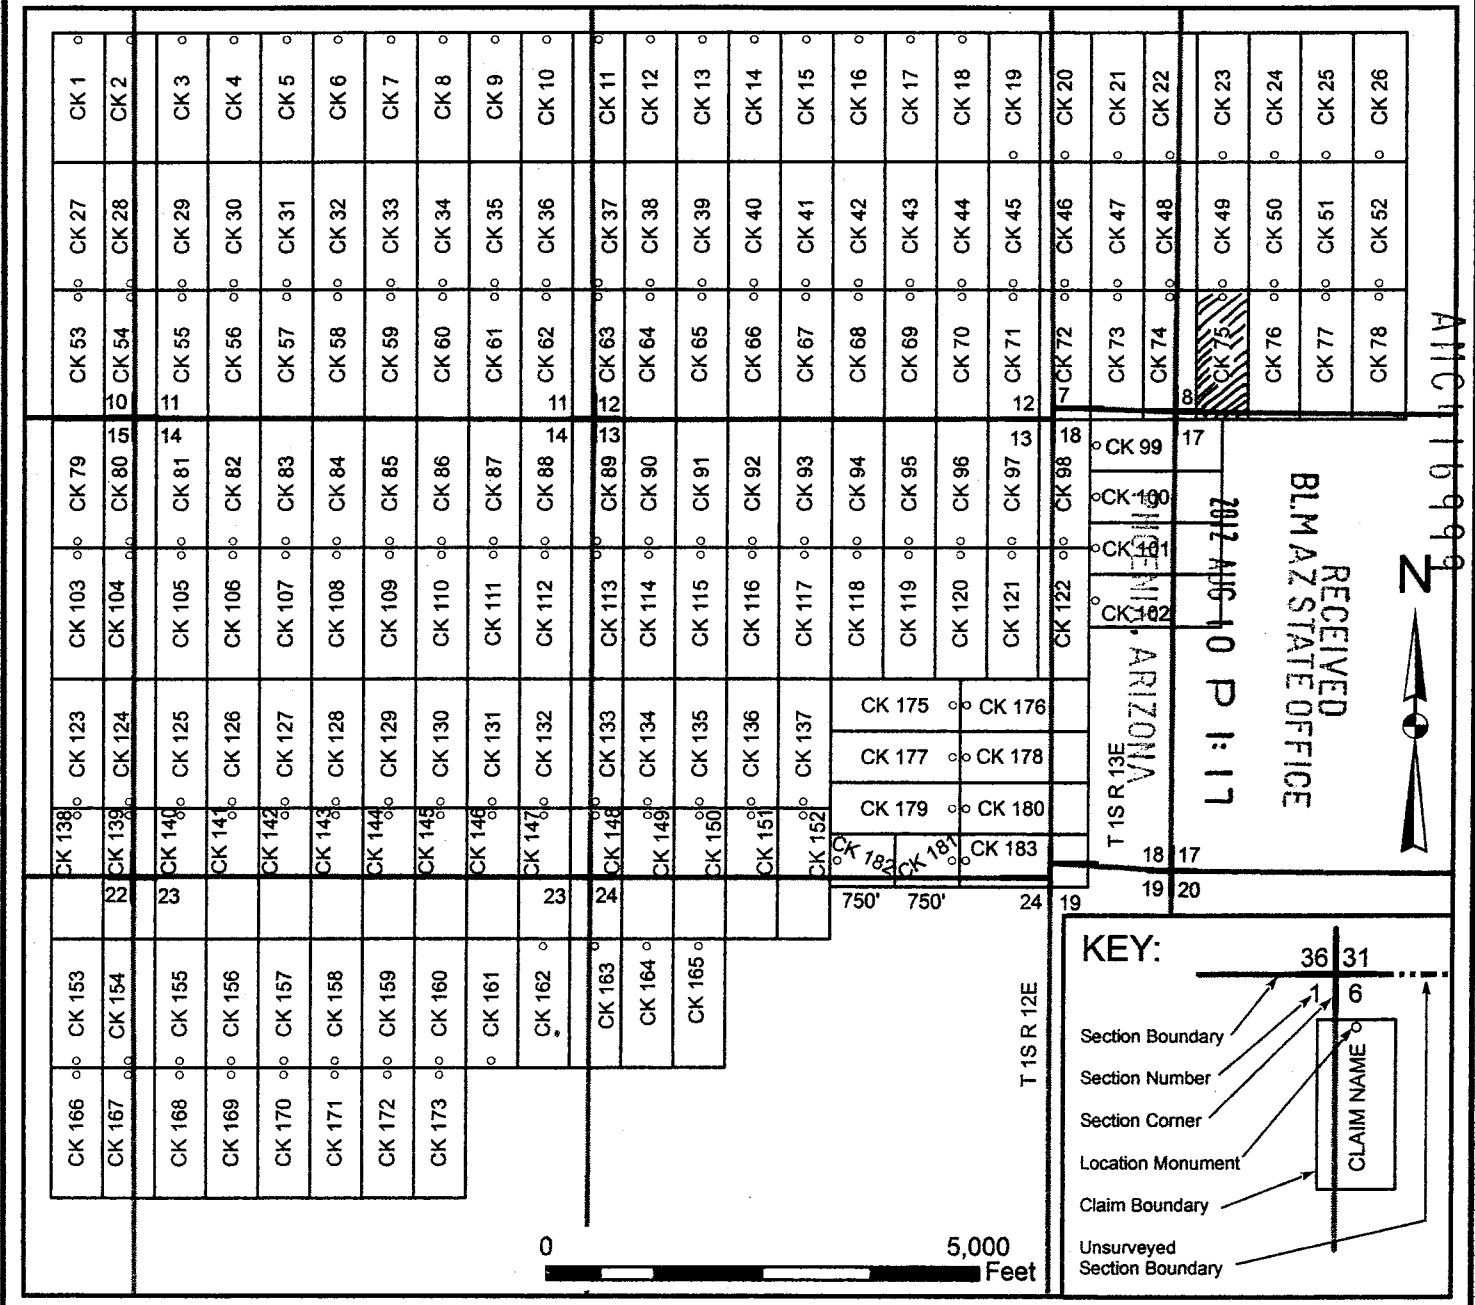 CK 1 CK 2 CK 3 CK 4 CK 5 CK 6 CK 7 CK 8 CK 9 CK 10 CK 11 CK 12 CK 13 CK 14 CK 15 CK 16 CK 17 CK 18 CK 19 CK 20 CK 21 CK 22 CK 23 CK 24 CK 25 CK 26
CK 27 CK 28 CK 29 CK 30 CK 31 CK 32 CK 33 CK 34 CK 35 CK 36 CK 37 CK 38 CK 39 CK 40 CK 41 CK 42 CK 43 CK 44 CK 45 CK 46 CK 47 CK 48 CK 49 CK 50 CK 51 CK 52
CK 53 CK 54 CK 55 CK 56 CK 57 CK 58 CK 59 CK 60 CK 61 CK 62 CK 63 CK 64 CK 65 CK 66 CK 67 CK 68 CK 69 CK 70 CK 71 CK 72 CK 73 CK 74 CK 75 CK 76 CK 77 CK 78
10 11 11 12 12 7 8
15 14 14 13 13 18 17
CK 79 CK 80 CK 81 CK 82 CK 83 CK 84 CK 85 CK 86 CK 87 CK 88 CK 89 CK 90 CK 91 CK 92 CK 93 CK 94 CK 95 CK 96 CK 97 CK 98
CK 99
CK 100
CK 101
CK 102
CK 103 CK 104 CK 105 CK 106 CK 107 CK 108 CK 109 CK 110 CK 111 CK 112 CK 113 CK 114 CK 115 CK 116 CK 117 CK 118 CK 119 CK 120 CK 121 CK 122
CK 123 CK 124 CK 125 CK 126 CK 127 CK 128 CK 129 CK 130 CK 131 CK 132 CK 133 CK 134 CK 135 CK 136 CK 137
CK 175 CK 176
CK 177 CK 178
CK 179 CK 180
CK 182 CK 181 CK 183
CK 138 CK 139 CK 140 CK 141 CK 142 CK 143 CK 144 CK 145 CK 146 CK 147 CK 148 CK 149 CK 150 CK 151 CK 152
18 17
22 23 23 24 750' 750' 24 19 19 20
CK 153 CK 154 CK 155 CK 156 CK 157 CK 158 CK 159 CK 160 CK 161 CK 162 CK 163 CK 164 CK 165
CK 166 CK 167 CK 168 CK 169 CK 170 CK 171 CK 172 CK 173
T 1S R 13E
T 1S R 12E
RECEIVED
BLM AZ STATE OFFICE
2012 AUG 10 P 1:17
ARIZONA
N
0 5,000
Feet
KEY:
36 31
1 6
Section Boundary
Section Number
Section Corner
Location Monument
Claim Boundary
Unsurveyed
Section Boundary
CLAIM NAME